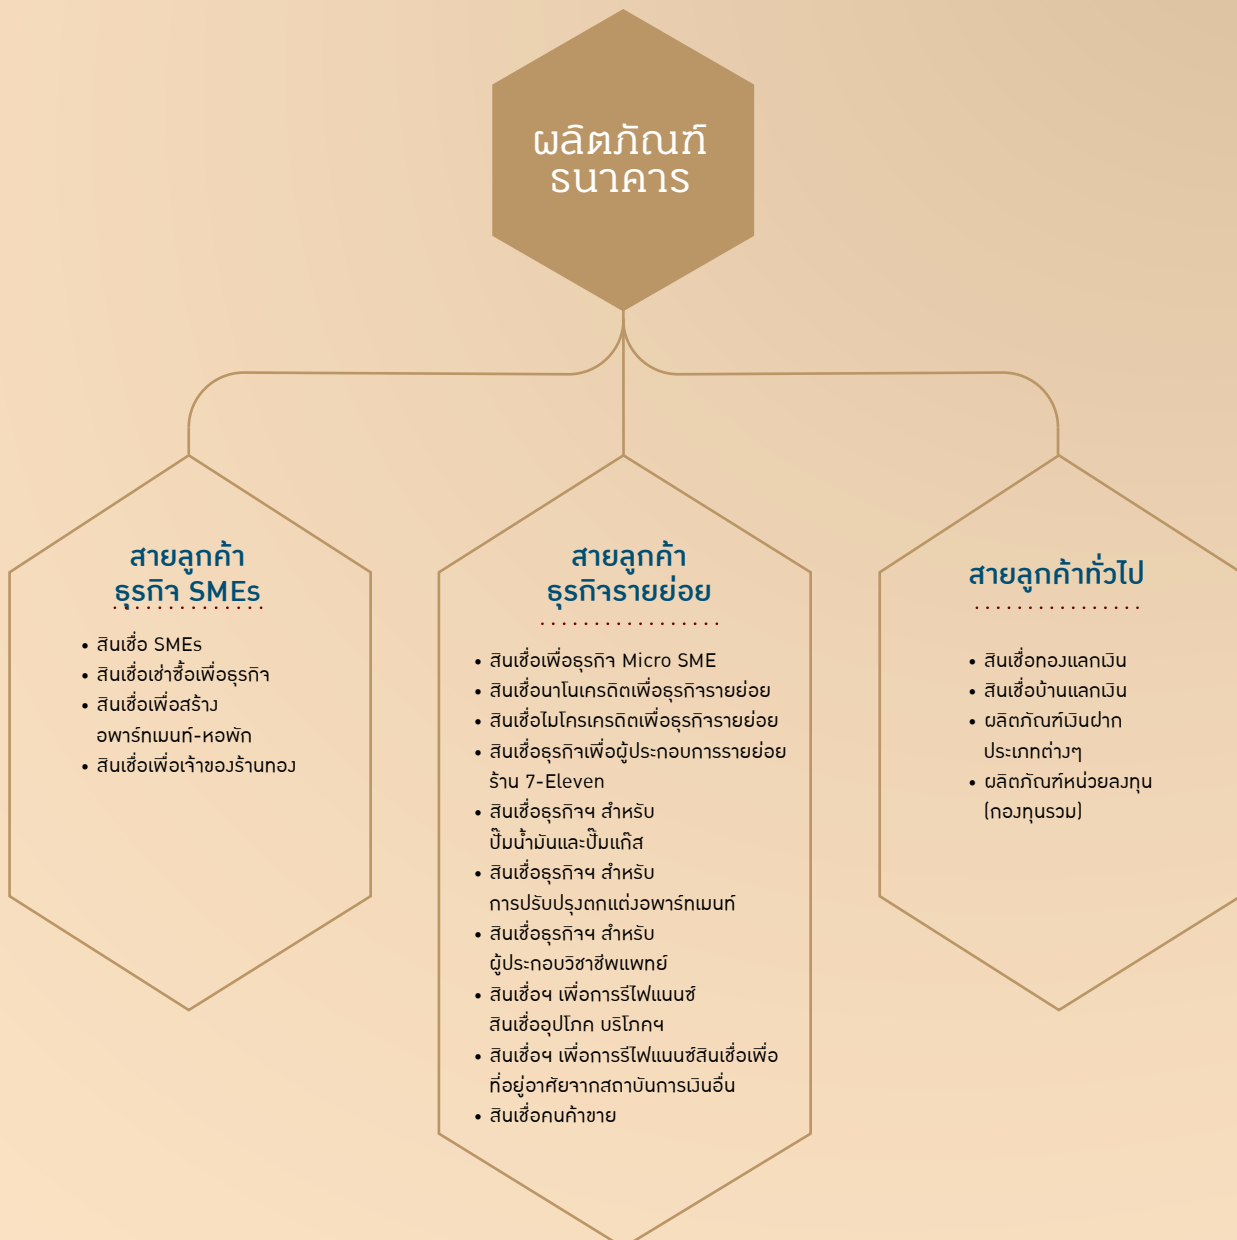 ผลิตภัณฑ์
ธนาคาร
สายลูกค้า
ธุรกิจ SMEs
• สินเชื่อ SMEs
• สินเชื่อเช่าซื้อเพื่อธุรกิจ
• สินเชื่อเพื่อสร้าง
อพาร์ทเมนท์-หอพัก
• สินเชื่อเพื่อเจ้าของร้านทอง
สายลูกค้า
ธุรกิจรายย่อย
• สินเชื่อเพื่อธุรกิจ Micro SME
• สินเชื่อนาโนเครดิตเพื่อธุรกิจรายย่อย
• สินเชื่อไมโครเครดิตเพื่อธุรกิจรายย่อย
• สินเชื่อธุรกิจเพื่อผู้ประกอบการรายย่อย
ร้าน 7-Eleven
• สินเชื่อธุรกิจฯ สำหรับ
ปั๊มน้ำมันและปั๊มแก๊ส
• สินเชื่อธุรกิจฯ สำหรับ
การปรับปรุงตกแต่งอพาร์ทเมนท์
• สินเชื่อธุรกิจฯ สำหรับ
ผู้ประกอบวิชาชีพแพทย์
• สินเชื่อฯ เพื่อการรีไฟแนนซ์
สินเชื่ออุปโภค บริโภคฯ
• สินเชื่อฯ เพื่อการรีไฟแนนซ์สินเชื่อเพื่อ
ที่อยู่อาศัยจากสถาบันการเงินอื่น
• สินเชื่อคนค้าขาย
สายลูกค้าทั่วไป
• สินเชื่อทองแลกเงิน
• สินเชื่อบ้านแลกเงิน
• ผลิตภัณฑ์เงินฝาก
ประเภทต่างๆ
• ผลิตภัณฑ์หน่วยลงทุน
(กองทุนรวม)